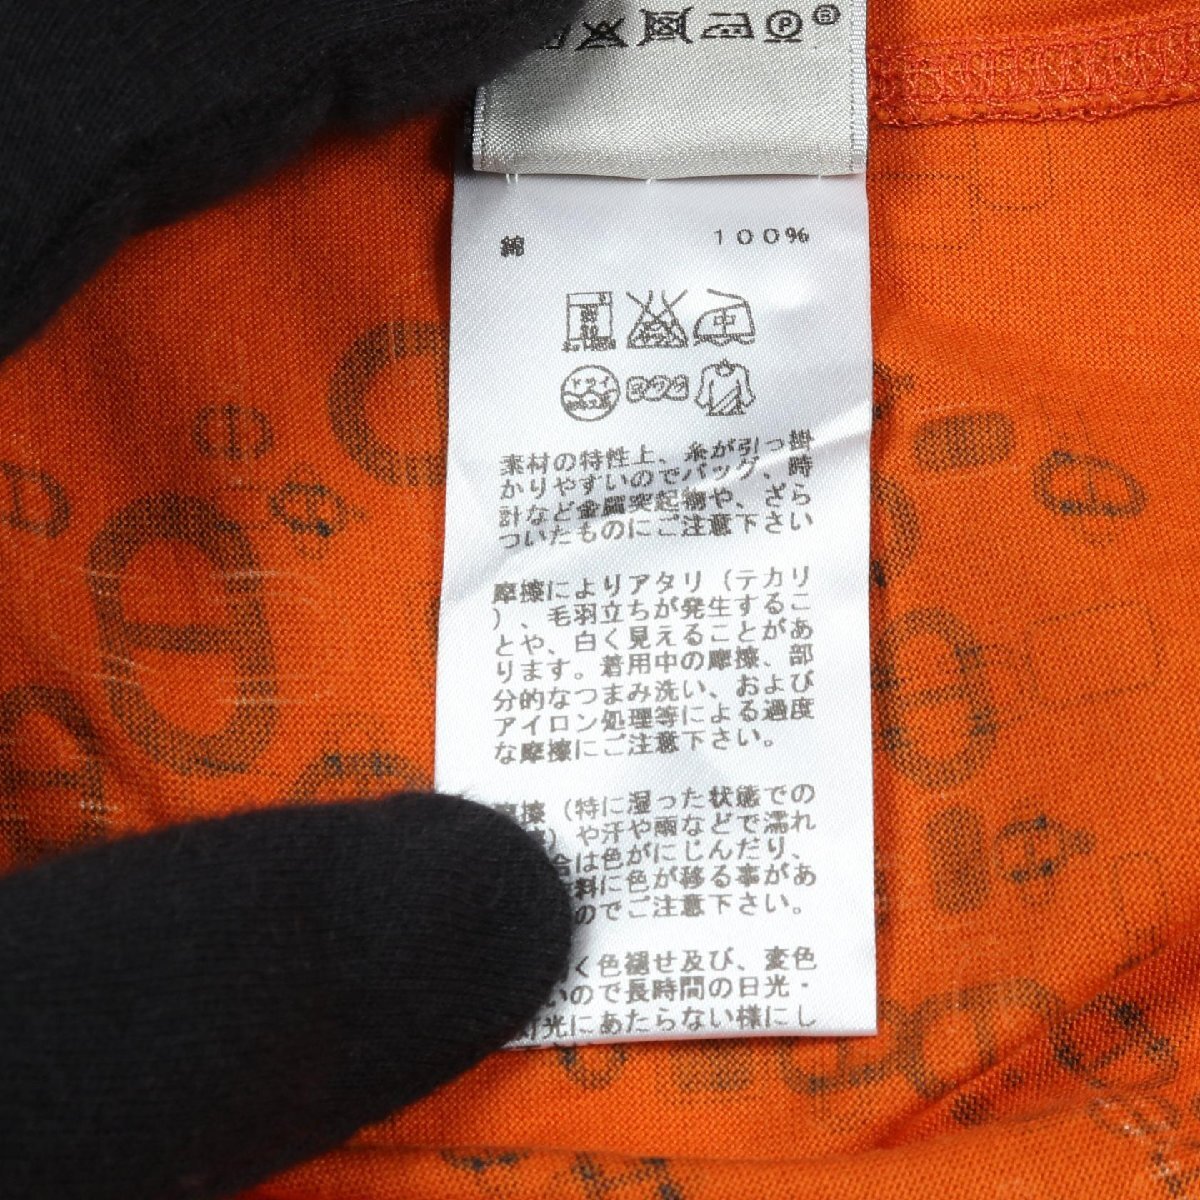 P
綿 100%
中
ドライ
素材の特性上、糸が引っ掛
かりやすいのでバッグ、時
計など金属突起物や、ざら
ついたものにご注意下さい
摩擦によりアタリ(テカリ
)、毛羽立ちが発生するこ
とや、白く見えることがあ
ります。着用中の摩擦、部
分的なつまみ洗い、および
アイロン処理等による過度
な摩擦にご注意下さい。
摩擦(特に湿った状態での
)や汗や雨などで濡れ
合は色がにじんだり、
料に色が移る事があ
のでご注意下さい。
く色褪せ及び、変色
いので長時間の日光・
灯光にあたらない様にし